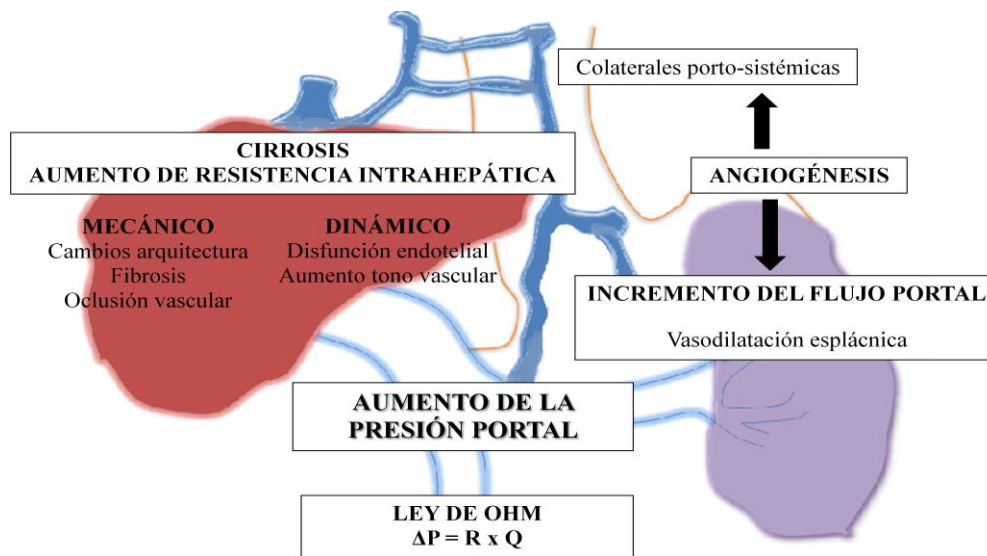 Colaterales porto-sistémicas
CIRROSIS
AUMENTO DE RESISTENCIA INTRAHEPÁTICA
ANGIOGÉNESIS
MECÁNICO
Cambios arquitectura
Fibrosis
Oclusión vascular
DINÁMICO
Disfunción endotelial
Aumento tono vascular
INCREMENTO DEL FLUJO PORTAL
Vasodilatación esplácnica
AUMENTO DE LA
PRESIÓN PORTAL
LEY DE OHM
ΔP = R x Q